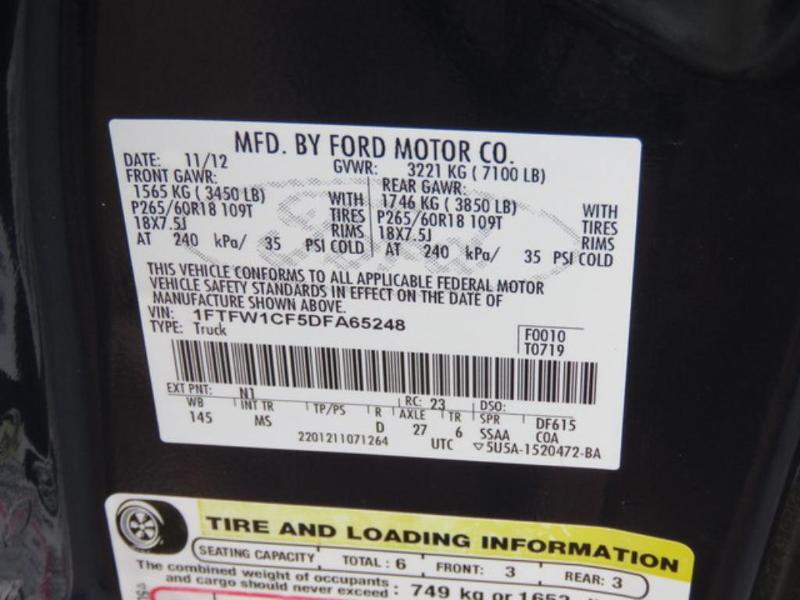 MFD. BY FORD MOTOR CO.
DATE: 11/12 GVWR: 3221 KG ( 7100 LB)
FRONT GAWR: REAR GAWR:
1565 KG ( 3450 LB) WITH 1746 KG ( 3850 LB) WITH
P265/60R18 109T TIRES P265/60R18 109T TIRES
18X7.5J RIMS 18X7.5J RIMS
AT 240 kPa/ 35 PSI COLD AT 240 kPa/ 35 PSI COLD
THIS VEHICLE CONFORMS TO ALL APPLICABLE FEDERAL MOTOR
VEHICLE SAFETY STANDARDS IN EFFECT ON THE DATE OF
MANUFACTURE SHOWN ABOVE.
VIN: 1FTFW1CF5DFA65248
TYPE: Truck
F0010
T0719
EXT PNT: N1 RC: 23 DSO:
WB INT TR TP/PS R AXLE TR SPR DF615
145 MS D 27 6 SSAA COA
2201211071264 UTC ▽5U5A-1520472-BA
TIRE AND LOADING INFORMATION
SEATING CAPACITY TOTAL : 6 FRONT: 3 REAR: 3
The combined weight of occupants
and cargo should never exceed : 749 kg or